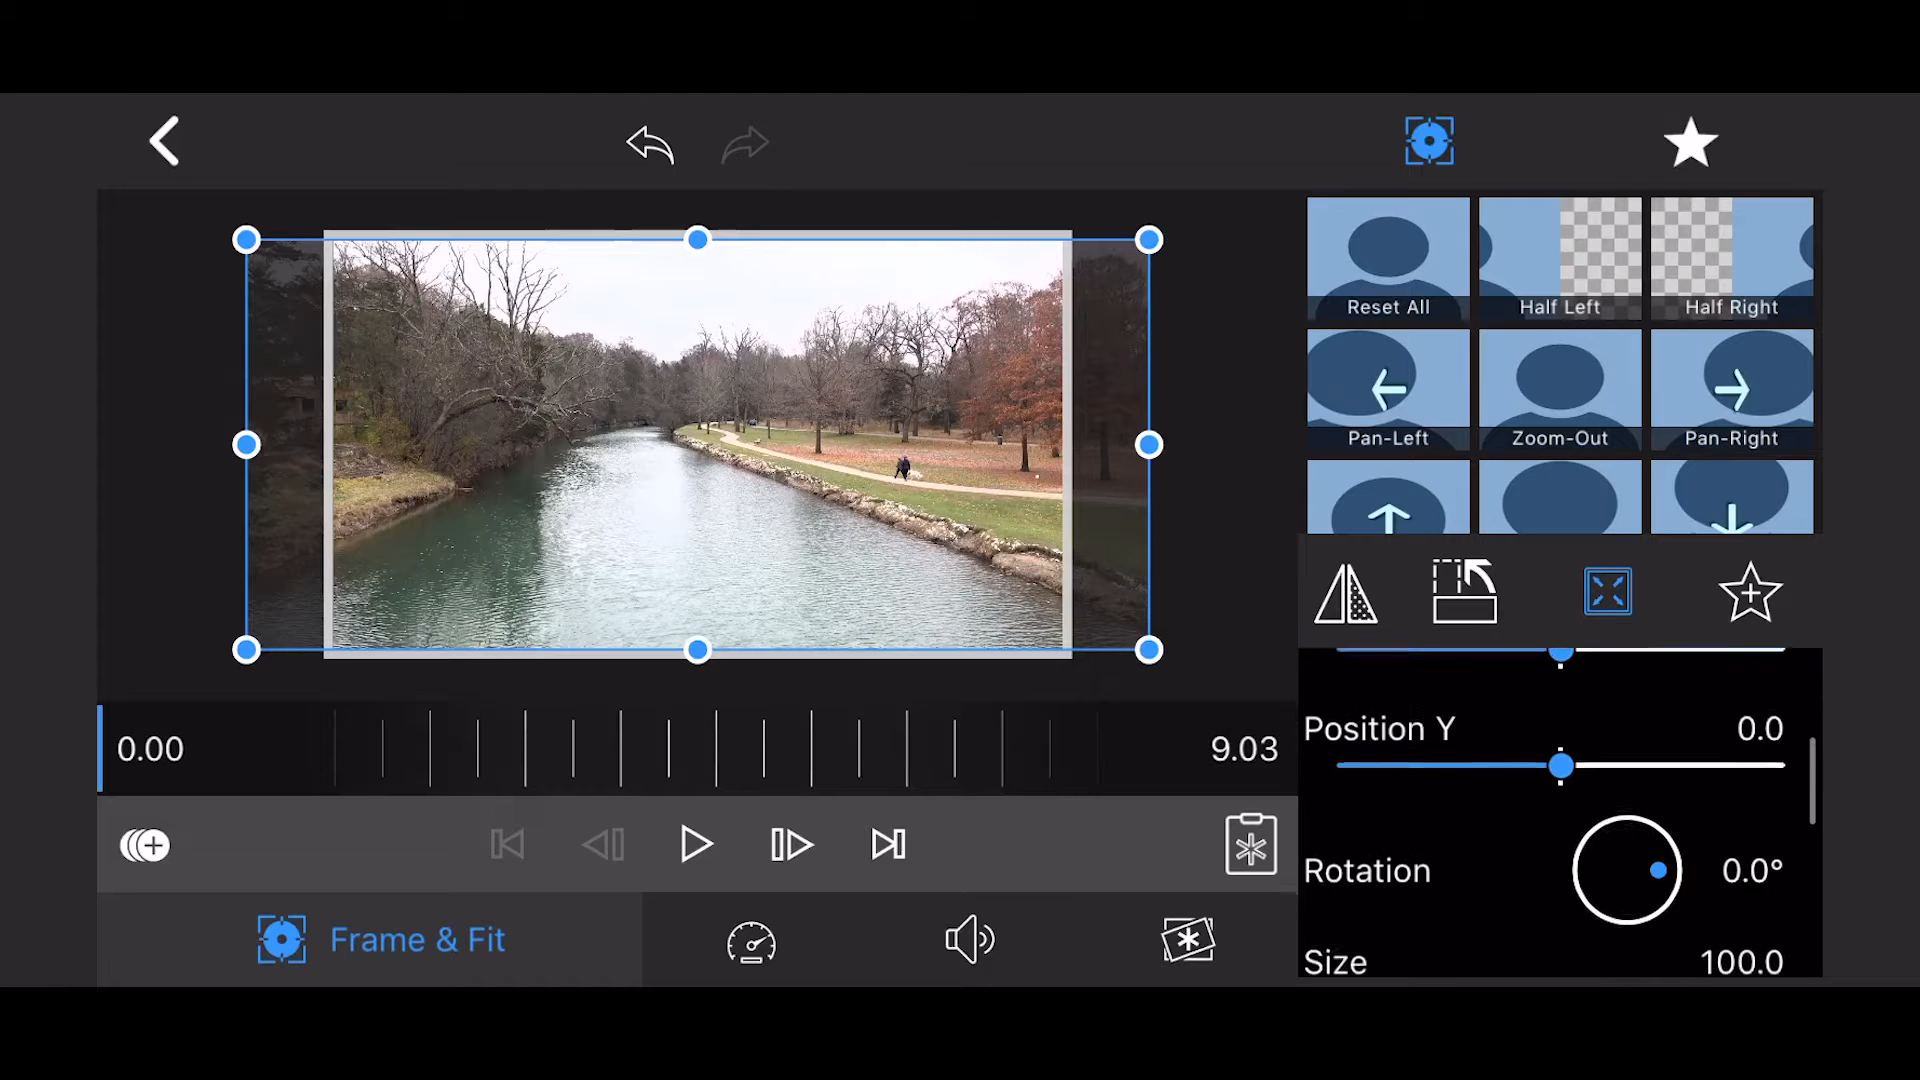 Reset All
Half Left
Half Right
Pan-Left
Zoom-Out
Pan-Right
Position Y 0.0
0.00
9.03
Rotation 0.0°
Frame & Fit
Size 100.0